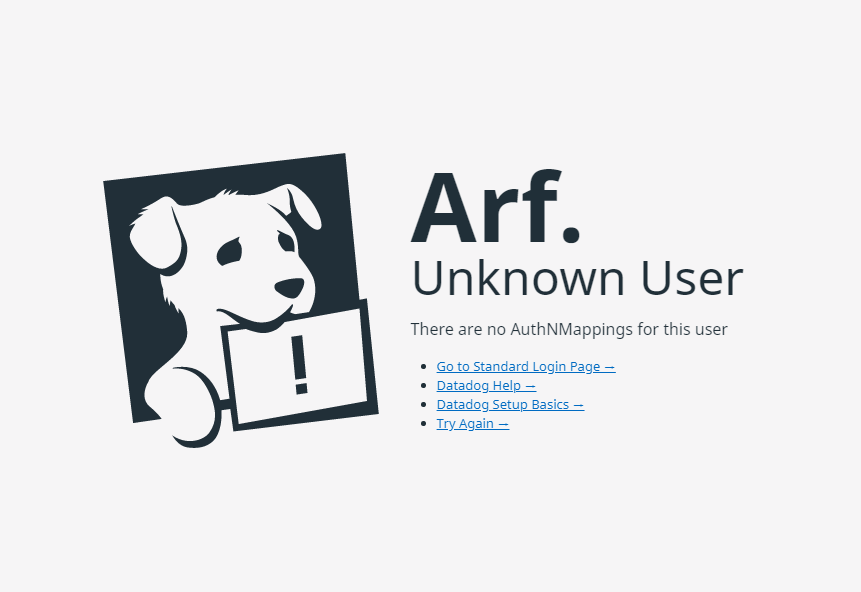 Arf.
Unknown User
There are no AuthNMappings for this user
Go to Standard Login Page →
Datadog Help →
Datadog Setup Basics →
Try Again →
!